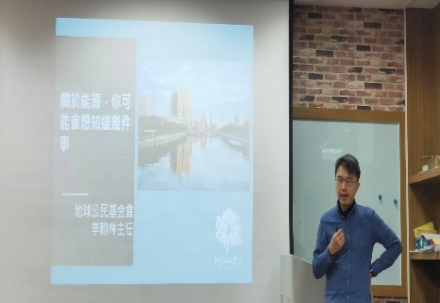 關於能源，你可
能會想知道幾件
事
地球公民基金會
李翰林主任